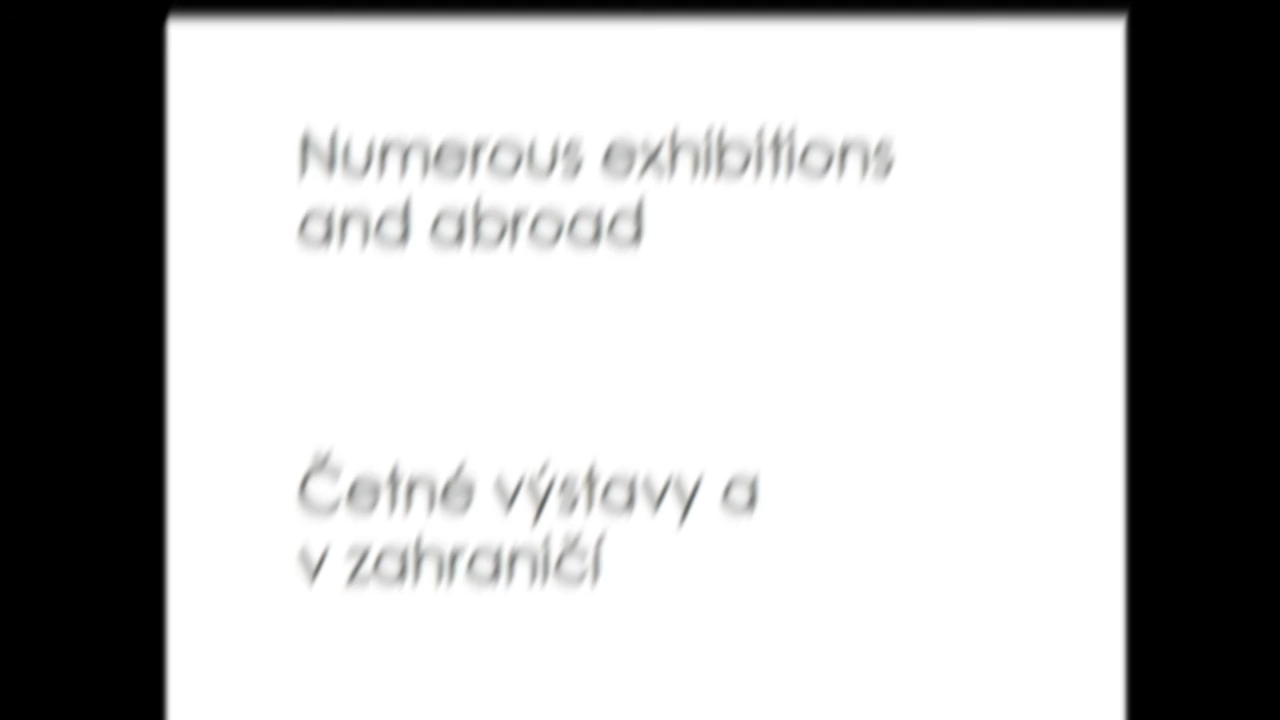 Numerous exhibitions
and abroad
Četné výstavy a
v zahraničí